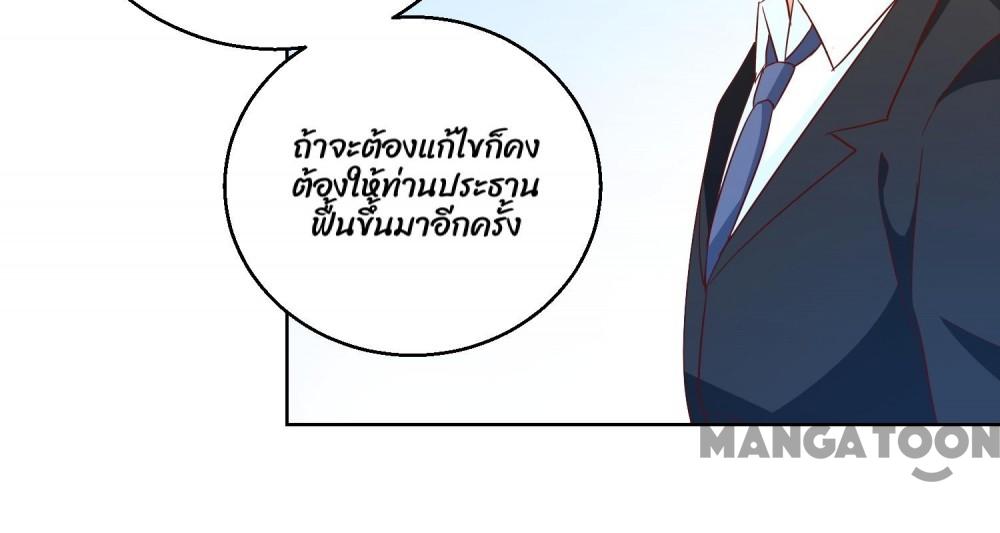 ถ้าจะต้องแก้ไขก็คง
ต้องให้ท่านประธาน
ฟื้นขึ้นมาอีกครั้ง
MANGATOON